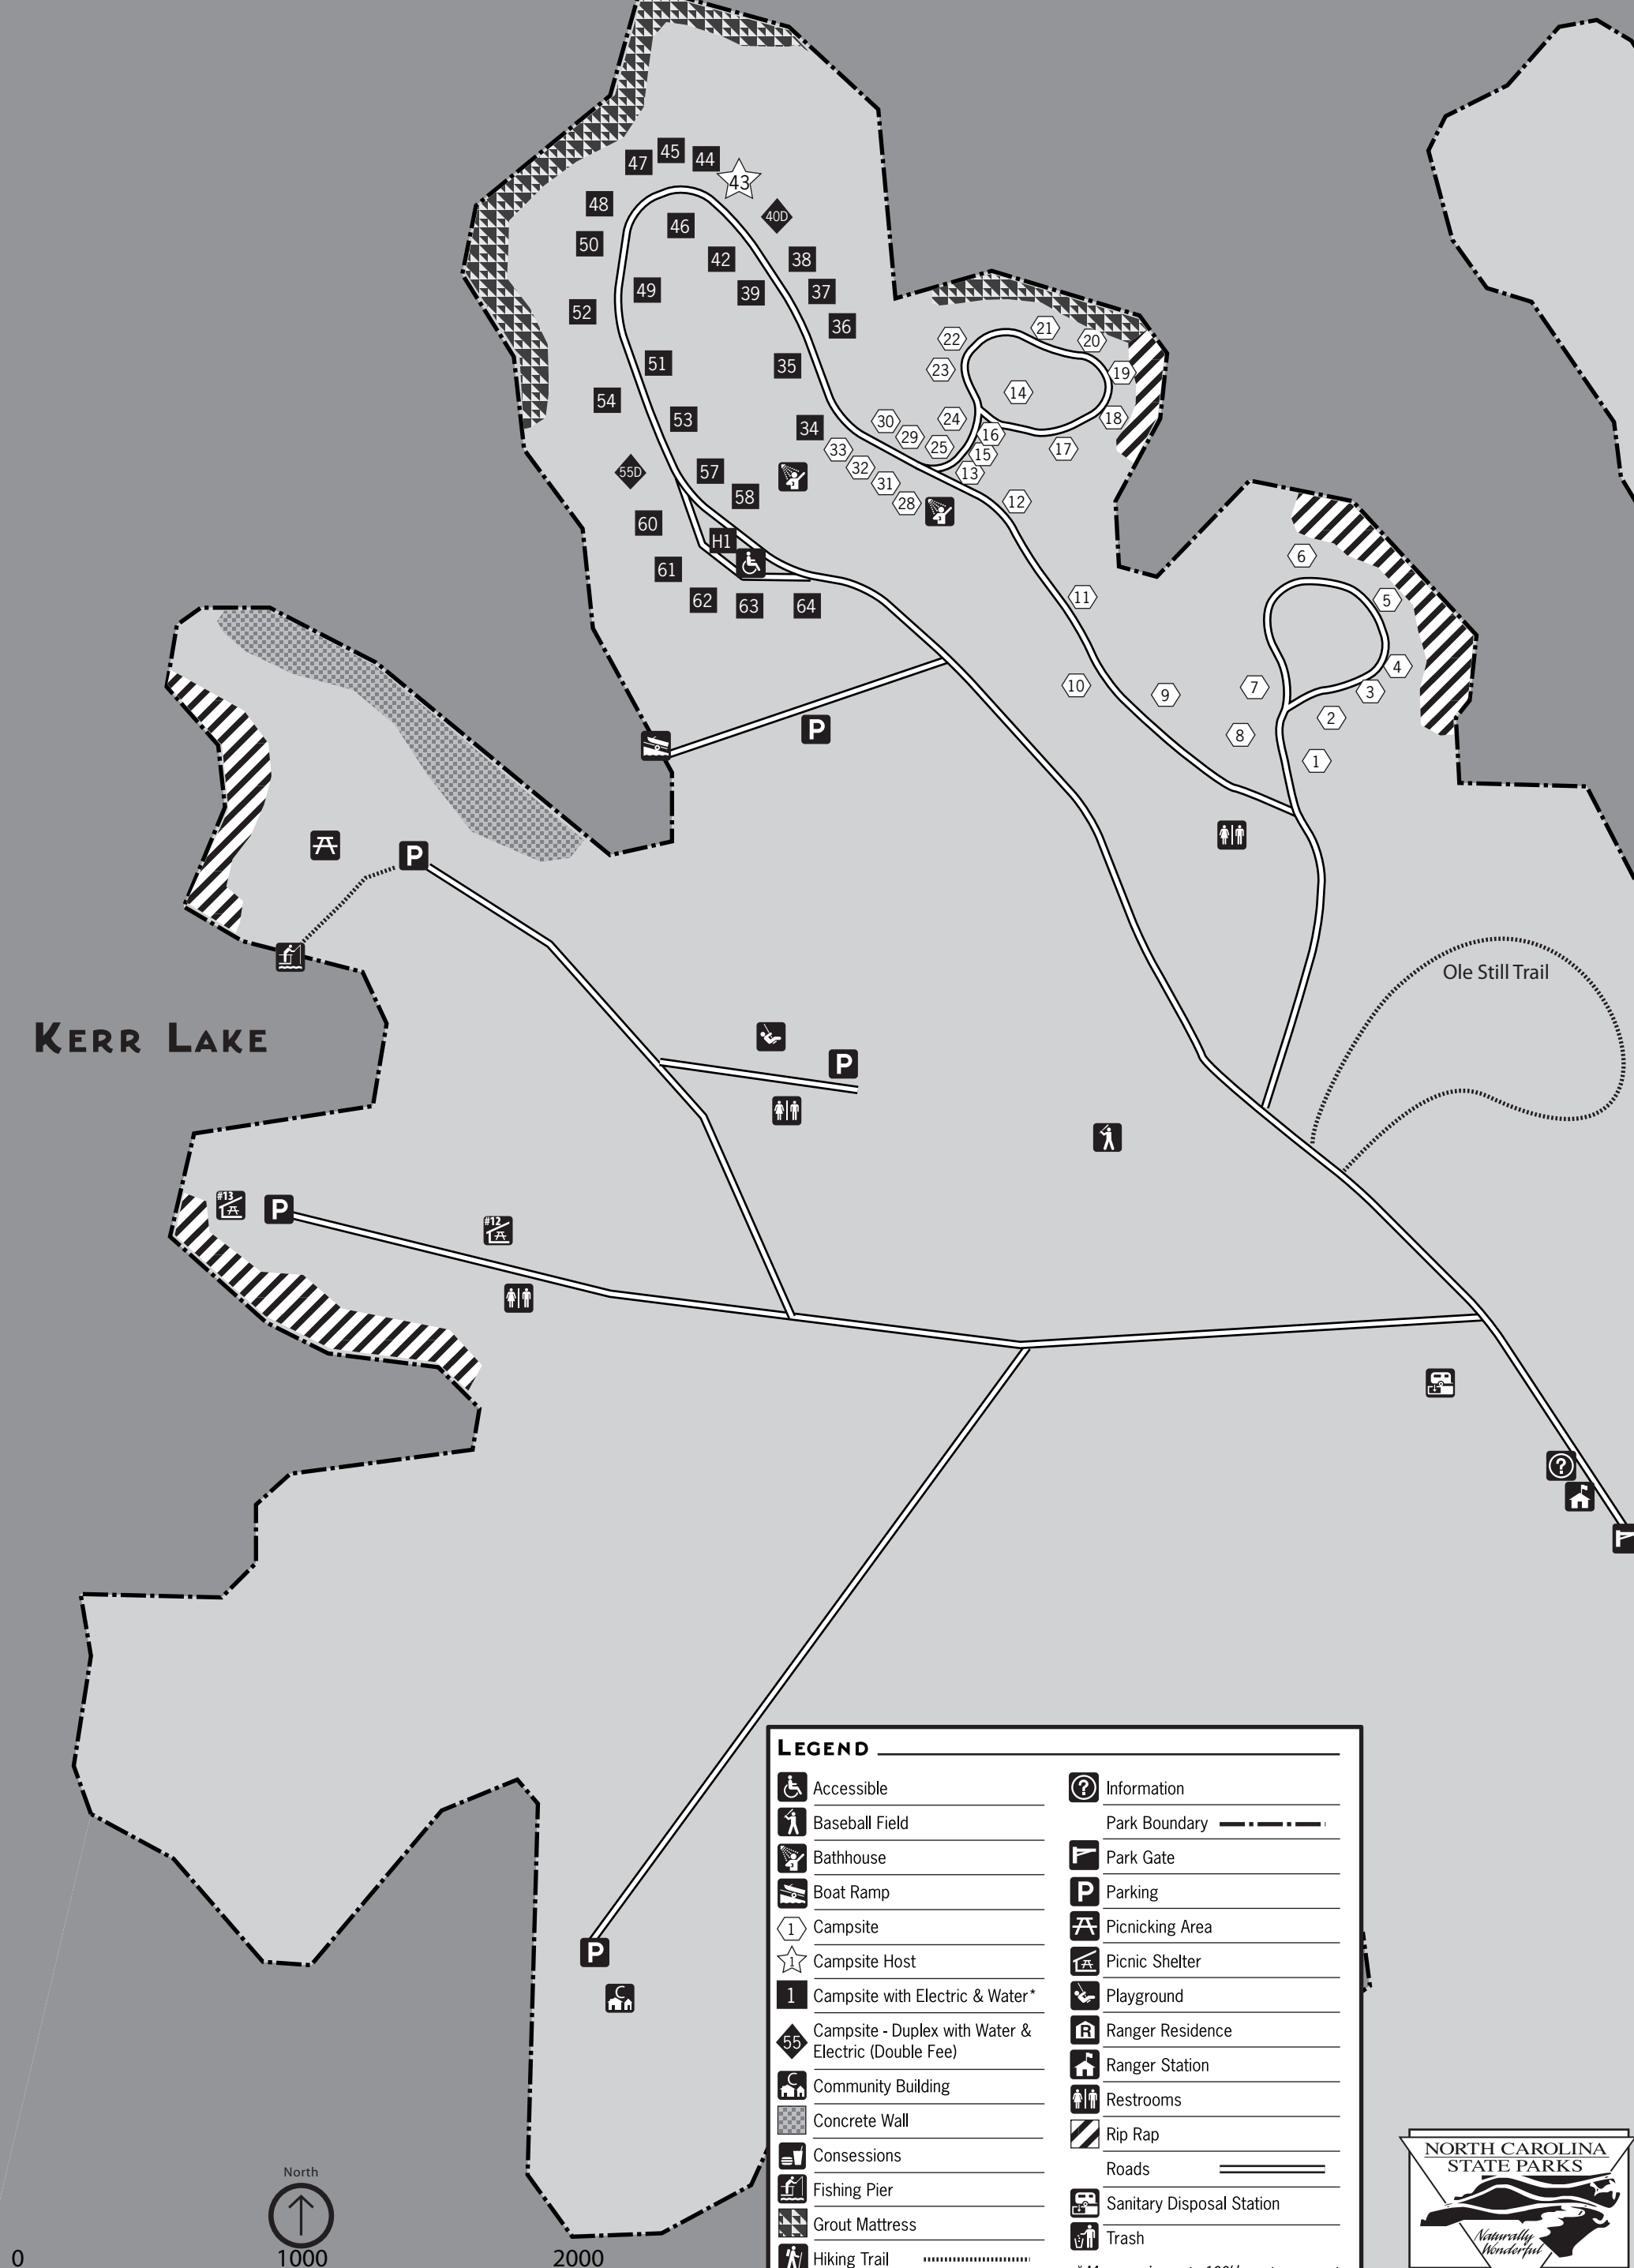 47
45
44
43
48
40D
46
50
42
38
49
39
37
52
36
21
22
20
51
35
23
19
14
54
53
30
24
18
34
29
16
33
25
17
15
55D
57
32
13
31
58
28
12
60
H1
6
61
11
5
62
63
64
4
10
9
7
3
2
8
1
P
P
Ole Still Trail
KERR LAKE
P
#13
P
#12
?
P
C
LEGEND
Accessible
Baseball Field
Bathhouse
Boat Ramp
1 Campsite
1 Campsite Host
1 Campsite with Electric & Water*
55 Campsite - Duplex with Water &
Electric (Double Fee)
C Community Building
Concrete Wall
Consessions
Fishing Pier
Grout Mattress
Hiking Trail
? Information
Park Boundary
Park Gate
P Parking
Picnicking Area
Picnic Shelter
Playground
R Ranger Residence
Ranger Station
Restrooms
Rip Rap
Roads
Sanitary Disposal Station
Trash
North
0 1000 2000
NORTH CAROLINA
STATE PARKS
Naturally
Wonderful